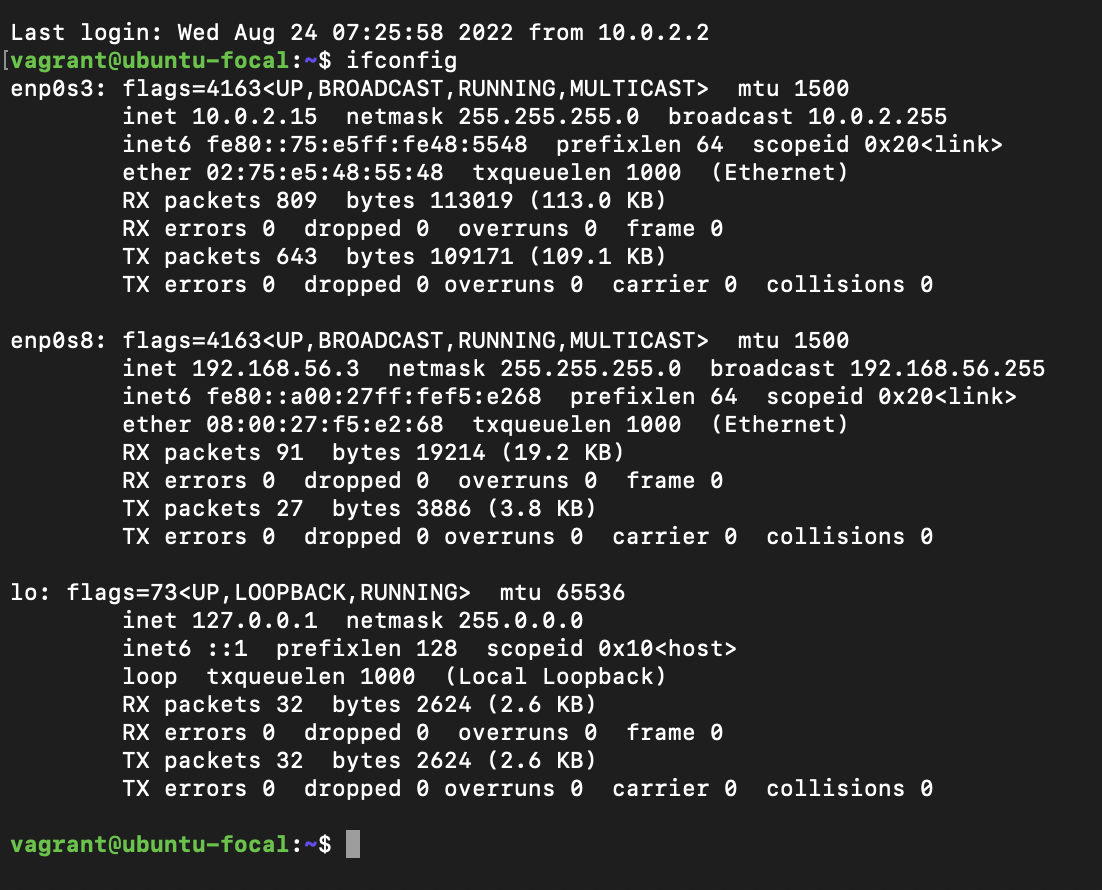 Last login: Wed Aug 24 07:25:58 2022 from 10.0.2.2
[vagrant@ubuntu-focal:~$ ifconfig
enp0s3: flags=4163<UP,BROADCAST,RUNNING,MULTICAST>  mtu 1500
        inet 10.0.2.15  netmask 255.255.255.0  broadcast 10.0.2.255
        inet6 fe80::75:e5ff:fe48:5548  prefixlen 64  scopeid 0x20<link>
        ether 02:75:e5:48:55:48  txqueuelen 1000  (Ethernet)
        RX packets 809  bytes 113019 (113.0 KB)
        RX errors 0  dropped 0  overruns 0  frame 0
        TX packets 643  bytes 109171 (109.1 KB)
        TX errors 0  dropped 0 overruns 0  carrier 0  collisions 0

enp0s8: flags=4163<UP,BROADCAST,RUNNING,MULTICAST>  mtu 1500
        inet 192.168.56.3  netmask 255.255.255.0  broadcast 192.168.56.255
        inet6 fe80::a00:27ff:fef5:e268  prefixlen 64  scopeid 0x20<link>
        ether 08:00:27:f5:e2:68  txqueuelen 1000  (Ethernet)
        RX packets 91  bytes 19214 (19.2 KB)
        RX errors 0  dropped 0  overruns 0  frame 0
        TX packets 27  bytes 3886 (3.8 KB)
        TX errors 0  dropped 0 overruns 0  carrier 0  collisions 0

lo: flags=73<UP,LOOPBACK,RUNNING>  mtu 65536
        inet 127.0.0.1  netmask 255.0.0.0
        inet6 ::1  prefixlen 128  scopeid 0x10<host>
        loop  txqueuelen 1000  (Local Loopback)
        RX packets 32  bytes 2624 (2.6 KB)
        RX errors 0  dropped 0  overruns 0  frame 0
        TX packets 32  bytes 2624 (2.6 KB)
        TX errors 0  dropped 0 overruns 0  carrier 0  collisions 0

vagrant@ubuntu-focal:~$